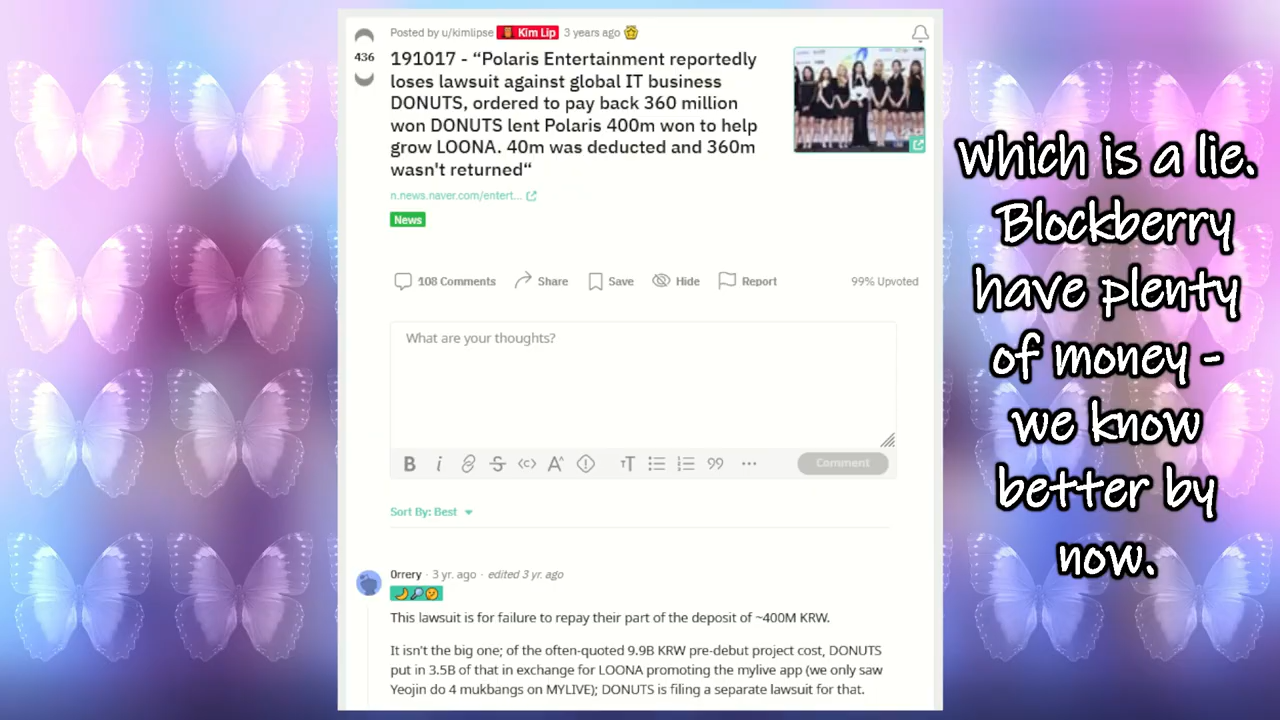 Posted by u/kimlipse Kim Lip 3 years ago
436
191017 - “Polaris Entertainment reportedly
loses lawsuit against global IT business
DONUTS, ordered to pay back 360 million
won DONUTS lent Polaris 400m won to help
grow LOONA. 40m was deducted and 360m
wasn't returned“
n.news.naver.com/entert...
News
108 Comments Share Save Hide Report 99% Upvoted
What are your thoughts?
B i S <c> A^ TT 99 ... Comment
Sort By: Best
0rrery · 3 yr. ago · edited 3 yr. ago
This lawsuit is for failure to repay their part of the deposit of ~400M KRW.
It isn't the big one; of the often-quoted 9.9B KRW pre-debut project cost, DONUTS
put in 3.5B of that in exchange for LOONA promoting the mylive app (we only saw
Yeojin do 4 mukbangs on MYLIVE); DONUTS is filing a separate lawsuit for that.
Which is a lie.
Blockberry
have plenty
of money -
we know
better by
now.